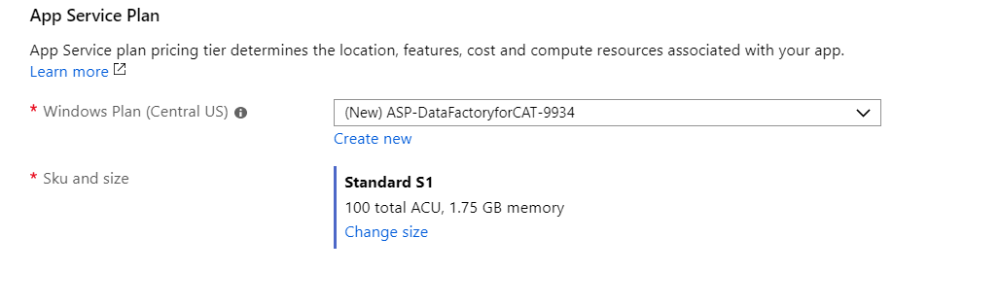 App Service Plan
App Service plan pricing tier determines the location, features, cost and compute resources associated with your app.
Learn more
* Windows Plan (Central US)
(New) ASP-DataFactoryforCAT-9934
Create new
* Sku and size
Standard S1
100 total ACU, 1.75 GB memory
Change size